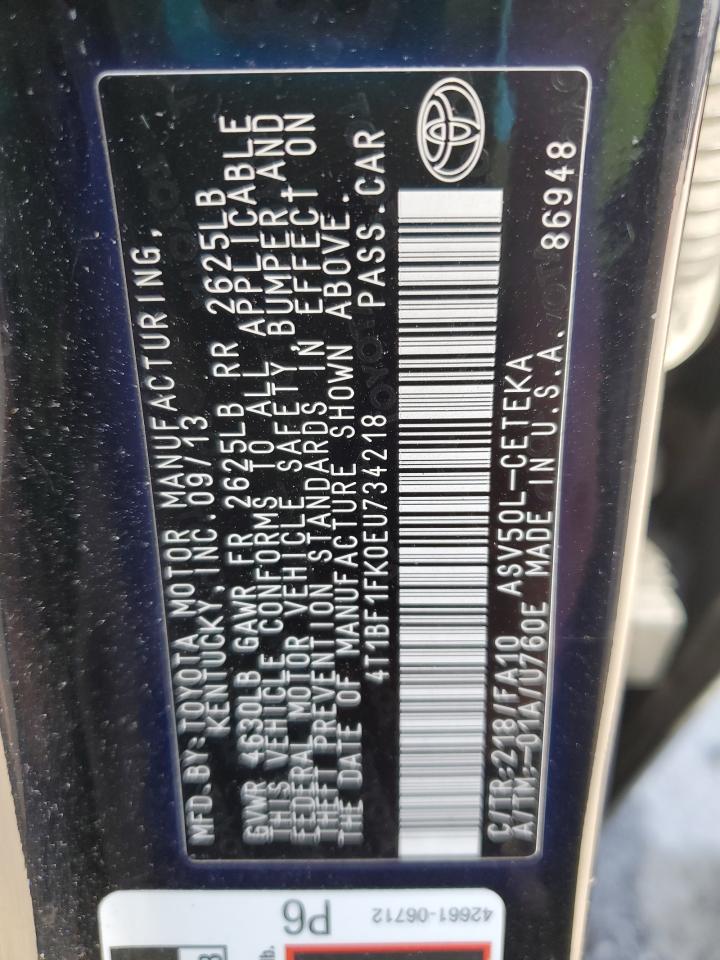 MFD.BY:TOYOTA MOTOR MANUFACTURING,
KENTUCKY,INC.09/13
GVWR 4630LB GAWR FR 2625LB RR 2625LB
THIS VEHICLE CONFORMS TO ALL APPLICABLE
FEDERAL MOTOR VEHICLE SAFETY,BUMPER,AND
THEFT PREVENTION STANDARDS IN EFFECT ON
THE DATE OF MANUFACTURE SHOWN ABOVE.
4T1BF1FK0EU734218 PASS.CAR
C/TR:218/FA10 ASV50L-CETEKA
A/TM:-01A/U760E MADE IN U.S.A. 86948
42661-06712
P6
lb.